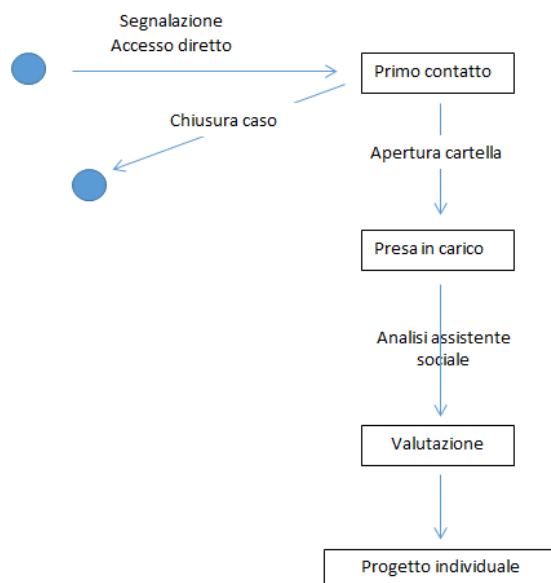 Segnalazione
Accesso diretto
Primo contatto
Chiusura caso
Apertura cartella
Presa in carico
Analisi assistente
sociale
Valutazione
Progetto individuale